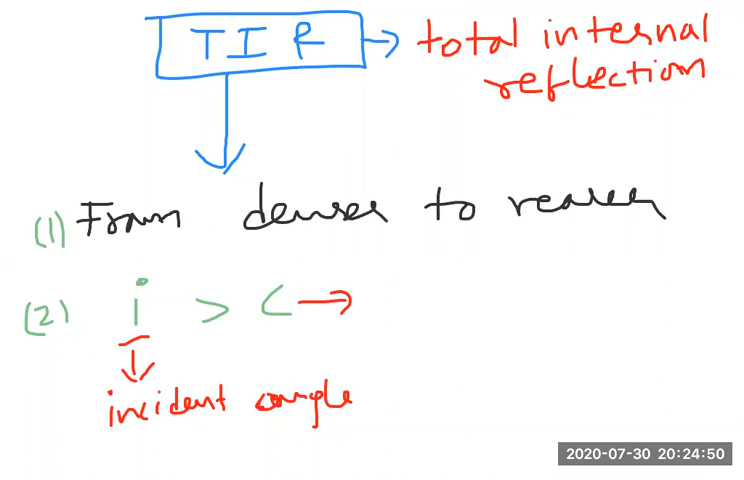 TIR → total internal
reflection
(1) From denser to rarer
(2) i > C →
incident angle
2020-07-30 20:24:50